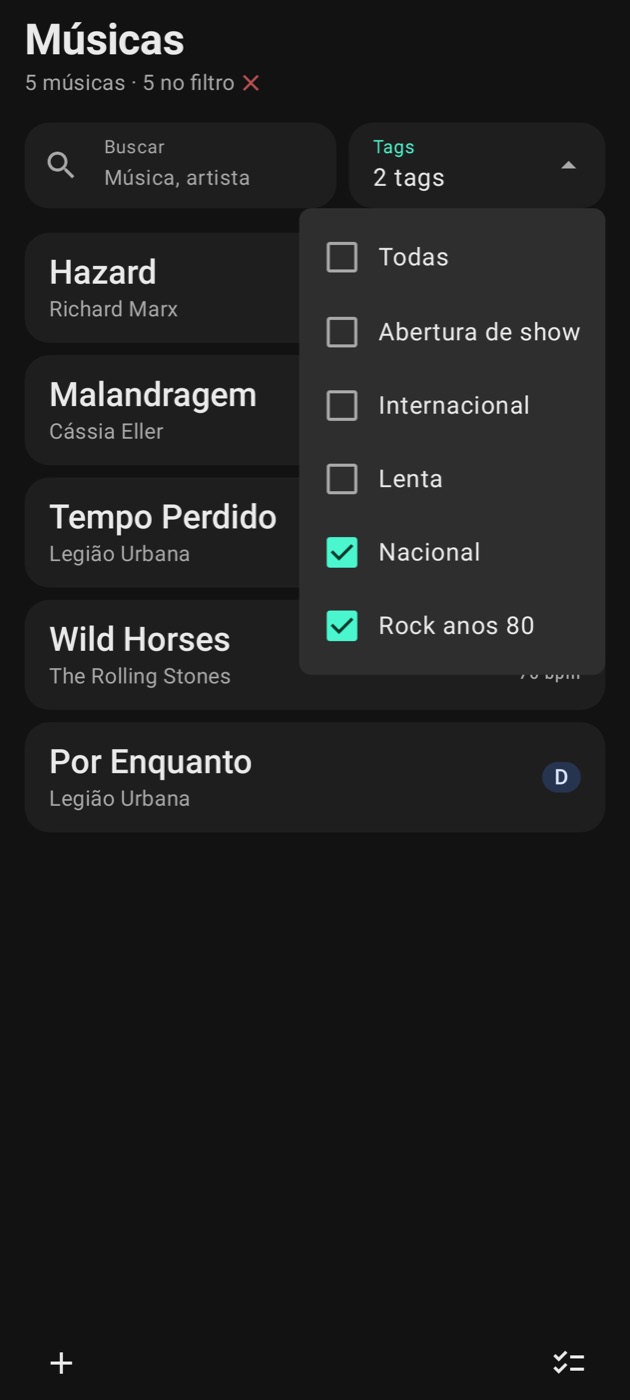 Músicas
5 músicas · 5 no filtro
Buscar
Música, artista
Tags
2 tags
Todas
Abertura de show
Internacional
Lenta
Nacional
Rock anos 80
Hazard
Richard Marx
Malandragem
Cássia Eller
Tempo Perdido
Legião Urbana
Wild Horses
The Rolling Stones
bpm
Por Enquanto
Legião Urbana
D